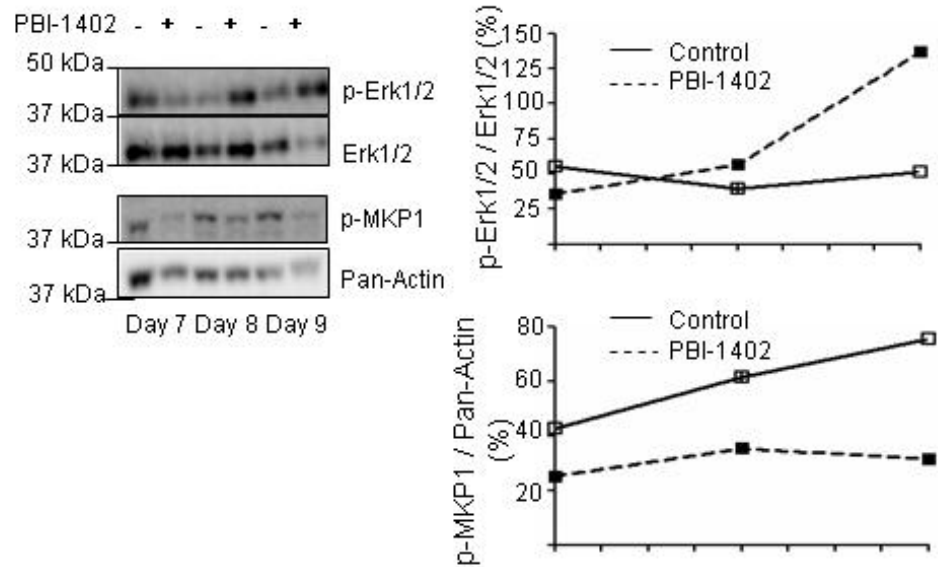 PBI-1402 - + - + - +
50 kDa
p-Erk1/2
37 kDa
Erk1/2
37 kDa
p-MKP1
37 kDa
Pan-Actin
37 kDa
Day 7 Day 8 Day 9
p-Erk1/2 / Erk1/2 (%)
150
125
100
75
50
25
Control
PBI-1402
p-MKP1 / Pan-Actin
(%)
80
60
40
20
Control
PBI-1402